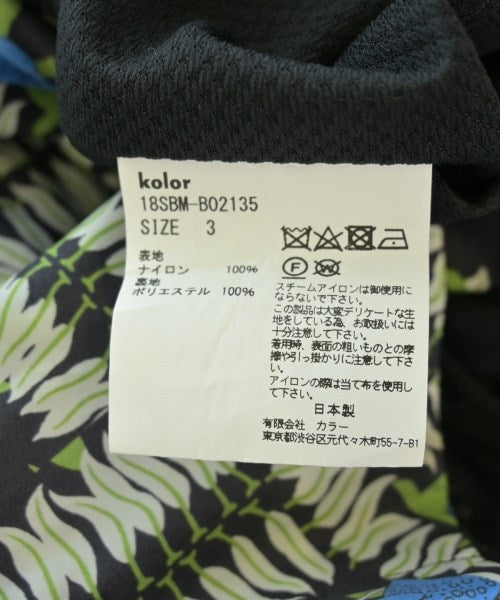 kolor
18SBM-B02135
SIZE 3
表地
ナイロン 100%
裏地
ポリエステル 100%
F
W
スチームアイロンは御使用に
ならないで下さい。
この製品は大変デリケートな生
地をしている為、お取扱いには
十分注意して下さい。
着用時、表面の粗いものとの摩
擦や引っ掛かりに注意して下さ
い。
アイロンの際は当て布を使用し
て下さい。
日本製
有限会社 カラー
東京都渋谷区元代々木町55-7-B1